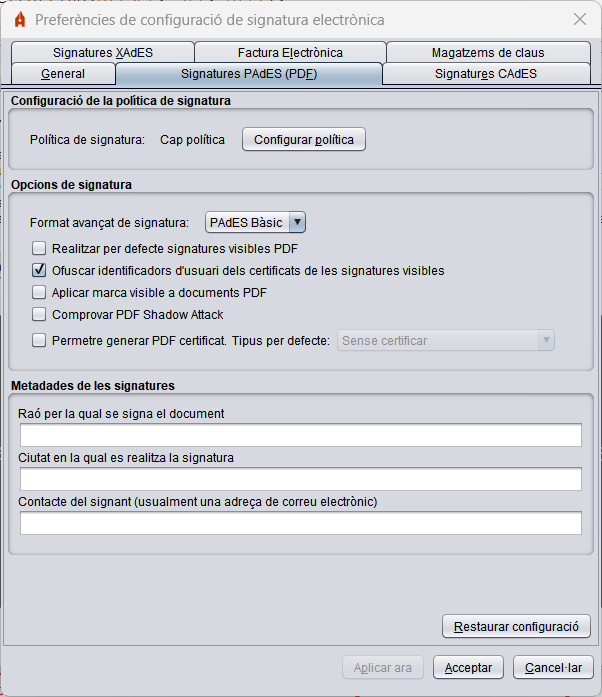 Preferències de configuració de signatura electrònica
Signatures XAdES
Factura Electrònica
Magatzems de claus
General
Signatures PAdES (PDF)
Signatures CAdES
Configuració de la política de signatura
Política de signatura: Cap política Configurar política
Opcions de signatura
Format avançat de signatura: PAdES Bàsic
Realitzar per defecte signatures visibles PDF
Ofuscar identificadors d'usuari dels certificats de les signatures visibles
Aplicar marca visible a documents PDF
Comprovar PDF Shadow Attack
Permetre generar PDF certificat. Tipus per defecte: Sense certificar
Metadades de les signatures
Raó per la qual se signa el document
Ciutat en la qual es realitza la signatura
Contacte del signant (usualment una adreça de correu electrònic)
Restaurar configuració
Aplicar ara Acceptar Cancel·lar